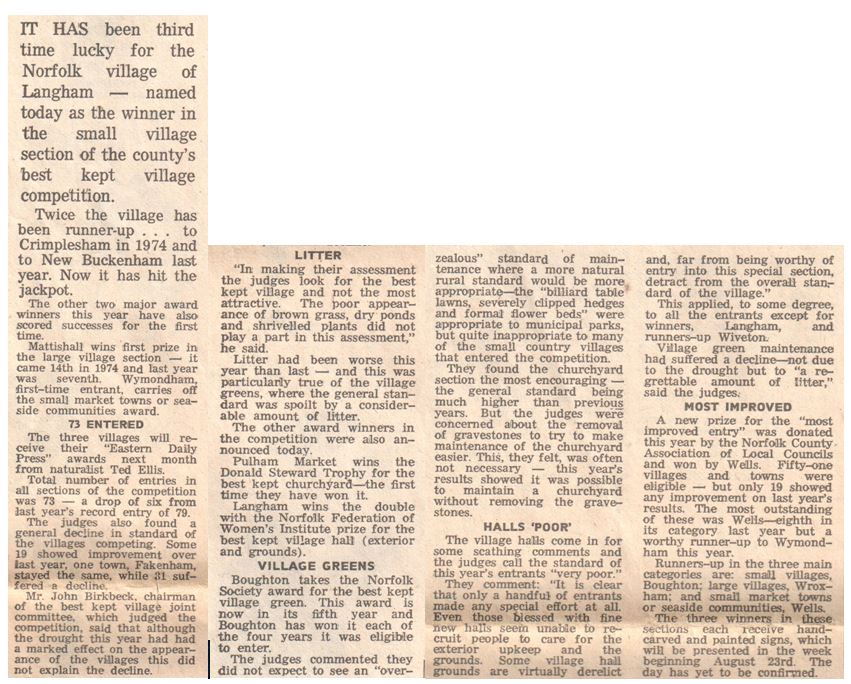 IT HAS been third
time lucky for the
Norfolk village of
Langham — named
today as the winner in
the small village
section of the county's
best kept village
competition.
Twice the village has
been runner-up . . . to
Crimplesham in 1974 and
to New Buckenham last
year. Now it has hit the
jackpot.
The other two major award
winners this year have also
scored successes for the first
time.
Mattishall wins first prize in
the large village section — it
came 14th in 1974 and last year
was seventh. Wymondham,
first-time entrant, carries off
the small market towns or sea-
side communities award.
73 ENTERED
The three villages will re-
ceive their "Eastern Daily
Press" awards next month
from naturalist Ted Ellis.
Total number of entries in
all sections of the competition
was 73 — a drop of six from
last year's record entry of 79.
The judges also found a
general decline in standard of
the villages competing. Some
19 showed improvement over
last year, one town, Fakenham,
stayed the same, while 31 suf-
fered a decline.
Mr. John Birkbeck, chairman
of the best kept village joint
committee, which judged the
competition, said that although
the drought this year had had
a marked effect on the appear-
ance of the villages this did
not explain the decline.
LITTER
"In making their assessment
the judges look for the best
kept village and not the most
attractive. The poor appear-
ance of brown grass, dry ponds
and shrivelled plants did not
play a part in this assessment,"
he said.
Litter had been worse this
year than last — and this was
particularly true of the village
greens, where the general stan-
dard was spoilt by a consider-
able amount of litter.
The other award winners in
the competition were also an-
nounced today.
Pulham Market wins the
Donald Steward Trophy for the
best kept churchyard—the first
time they have won it.
Langham wins the double
with the Norfolk Federation of
Women's Institute prize for the
best kept village hall (exterior
and grounds).
VILLAGE GREENS
Boughton takes the Norfolk
Society award for the best kept
village green. This award is
now in its fifth year and
Boughton has won it each of
the four years it was eligible
to enter.
The judges commented they
did not expect to see an "over-
zealous" standard of main-
tenance where a more natural
rural standard would be more
appropriate—the "billiard table
lawns, severely clipped hedges
and formal flower beds" were
appropriate to municipal parks,
but quite inappropriate to many
of the small country villages
that entered the competition.
They found the churchyard
section the most encouraging —
the general standard being
much higher than previous
years. But the judges were
concerned about the removal
of gravestones to try to make
maintenance of the churchyard
easier. This, they felt, was often
not necessary — this year's
results showed it was possible
to maintain a churchyard
without removing the grave-
stones.
HALLS 'POOR'
The village halls come in for
some scathing comments and
the judges call the standard of
this year's entrants "very poor."
They comment: "It is clear
that only a handful of entrants
made any special effort at all.
Even those blessed with fine
new halls seem unable to re-
cruit people to care for the
exterior upkeep and the
grounds. Some village hall
grounds are virtually derelict
and, far from being worthy of
entry into this special section,
detract from the overall stan-
dard of the village."
This applied, to some degree,
to all the entrants except for
winners, Langham, and
runners-up Wiveton.
Village green maintenance
had suffered a decline—not due
to the drought but to "a re-
grettable amount of litter,"
said the judges.
MOST IMPROVED
A new prize for the "most
improved entry" was donated
this year by the Norfolk County
Association of Local Councils
and won by Wells. Fifty-one
villages and towns were
eligible — but only 19 showed
any improvement on last year's
results. The most outstanding
of these was Wells—eighth in
its category last year but a
worthy runner-up to Wymond-
ham this year.
Runners-up in the three main
categories are: small villages,
Boughton; large villages, Wrox-
ham; and small market towns
or seaside communities, Wells.
The three winners in these
sections each receive hand-
carved and painted signs, which
will be presented in the week
beginning August 23rd. The
day has yet to be confirmed.